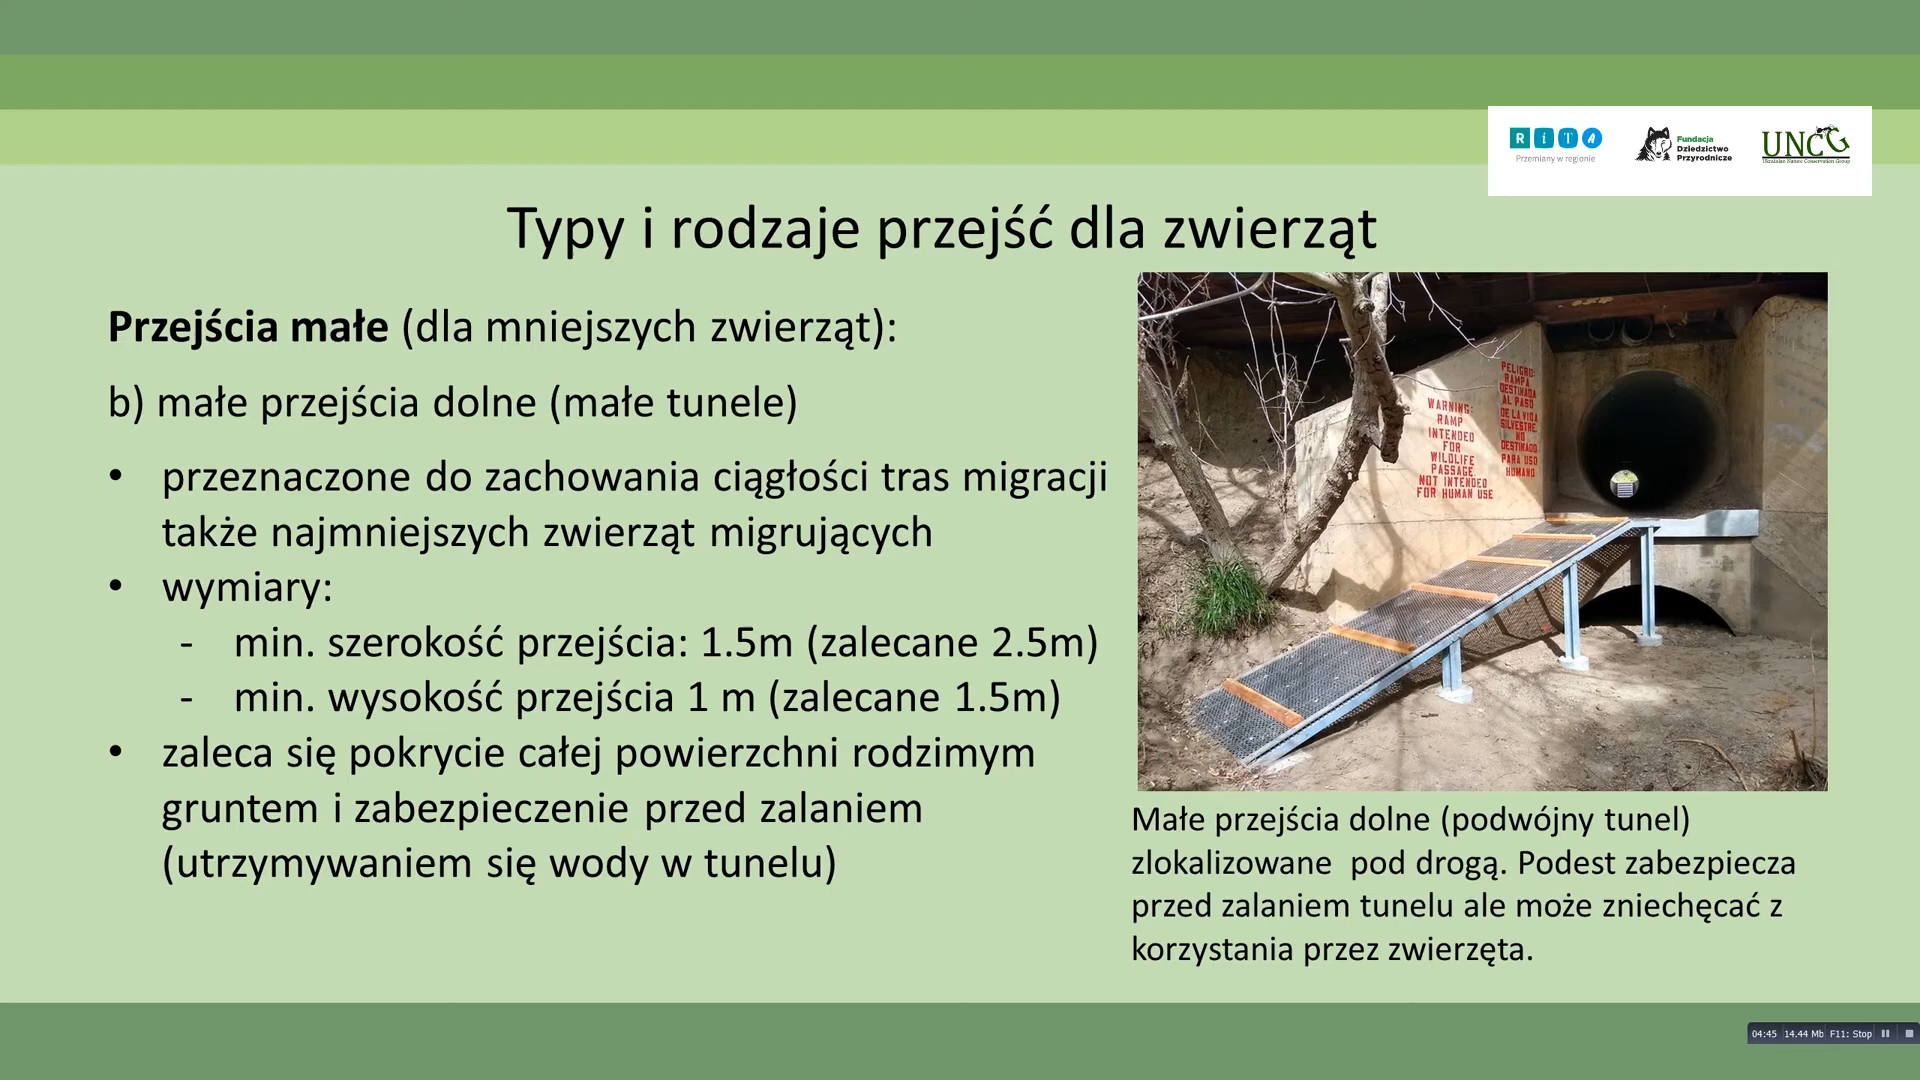 R i T A
Przemiany w regionie
Fundacja
Dziedzictwo
Przyrodnicze
UNCG
Ukrainian Nature Conservation Group
Typy i rodzaje przejść dla zwierząt
Przejścia małe (dla mniejszych zwierząt):
b) małe przejścia dolne (małe tunele)
• przeznaczone do zachowania ciągłości tras migracji
także najmniejszych zwierząt migrujących
• wymiary:
- min. szerokość przejścia: 1.5m (zalecane 2.5m)
- min. wysokość przejścia 1 m (zalecane 1.5m)
• zaleca się pokrycie całej powierzchni rodzimym
gruntem i zabezpieczenie przed zalaniem
(utrzymywaniem się wody w tunelu)
WARNING:
RAMP
INTENDED
FOR
WILDLIFE
PASSAGE.
NOT INTENDED
FOR HUMAN USE
PELIGRO:
RAMPA
DESTINADA
AL PASO
DE LA VIDA
SILVESTRE.
NO
DESTINADO
PARA USO
HUMANO
Małe przejścia dolne (podwójny tunel)
zlokalizowane pod drogą. Podest zabezpiecza
przed zalaniem tunelu ale może zniechęcać z
korzystania przez zwierzęta.
04:45 14.44 Mb F11: Stop